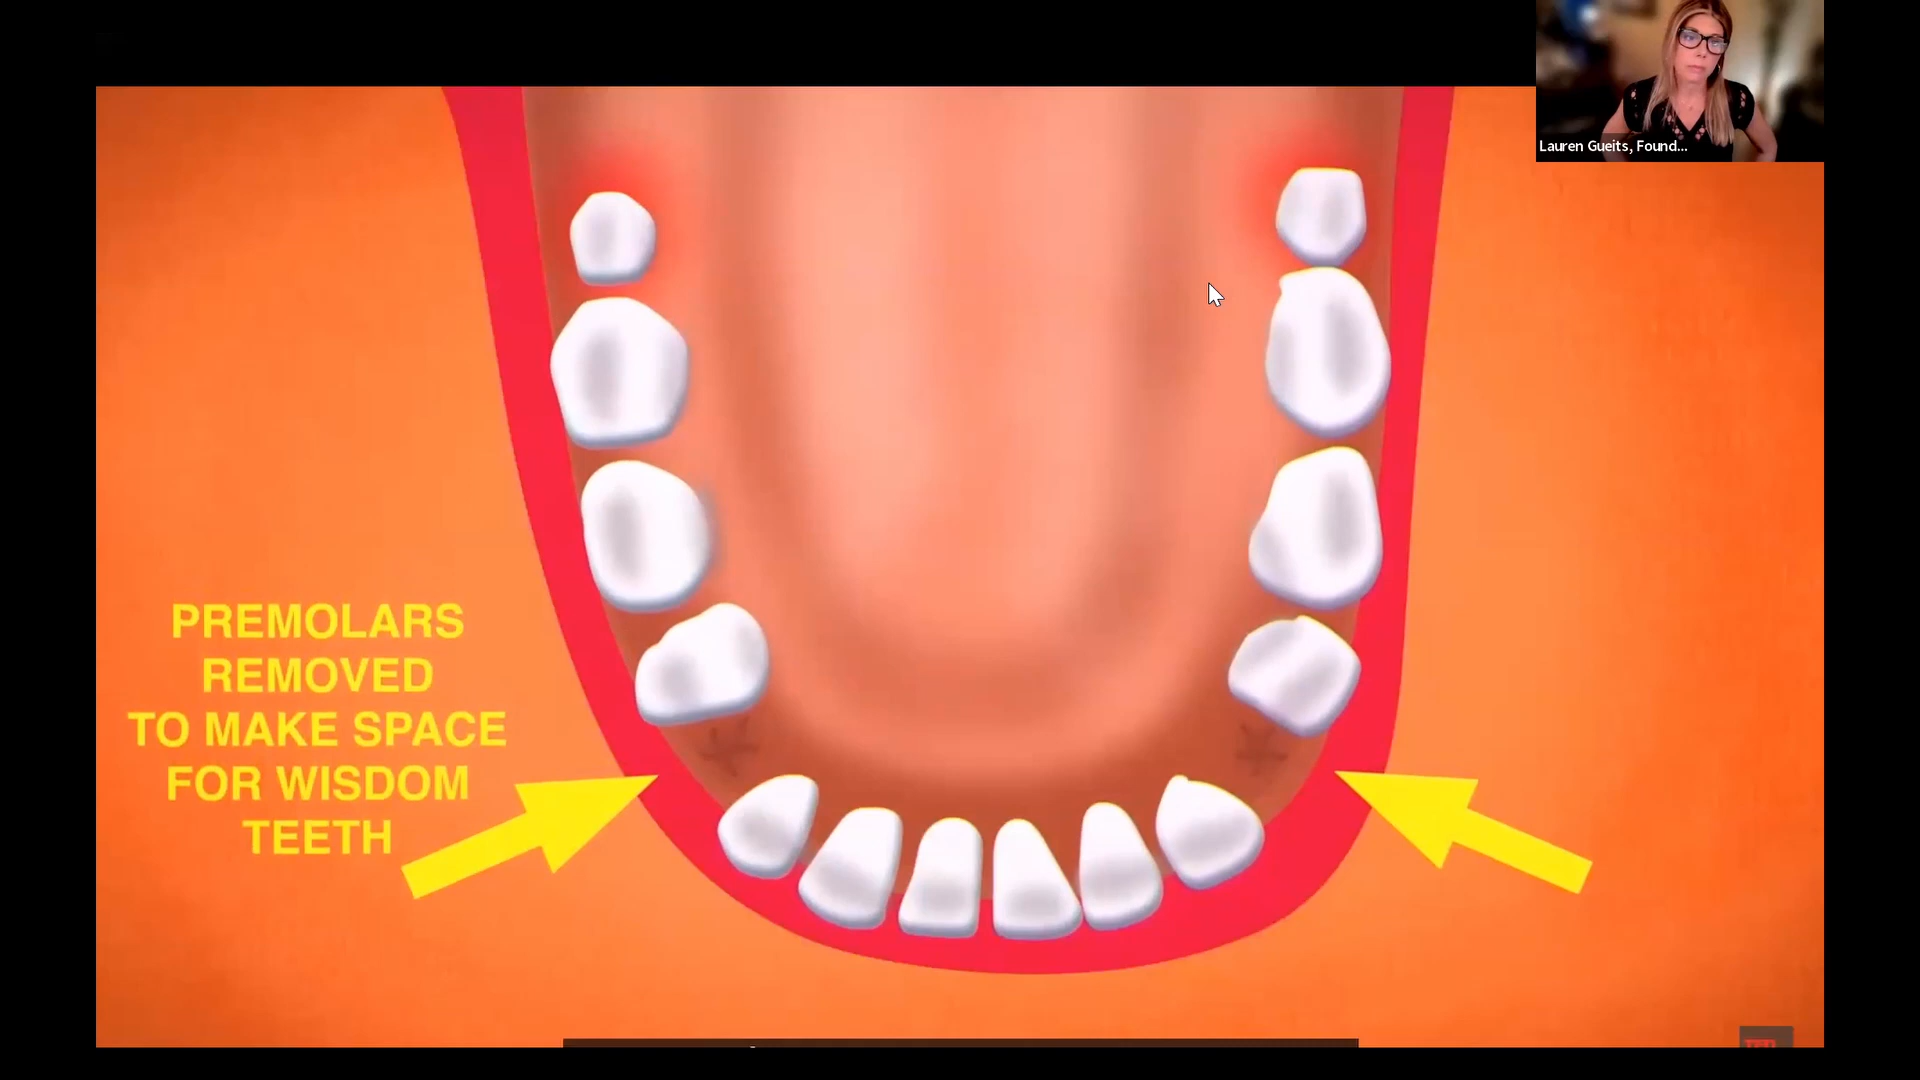 Lauren Gueits, Found...
PREMOLARS
REMOVED
TO MAKE SPACE
FOR WISDOM
TEETH